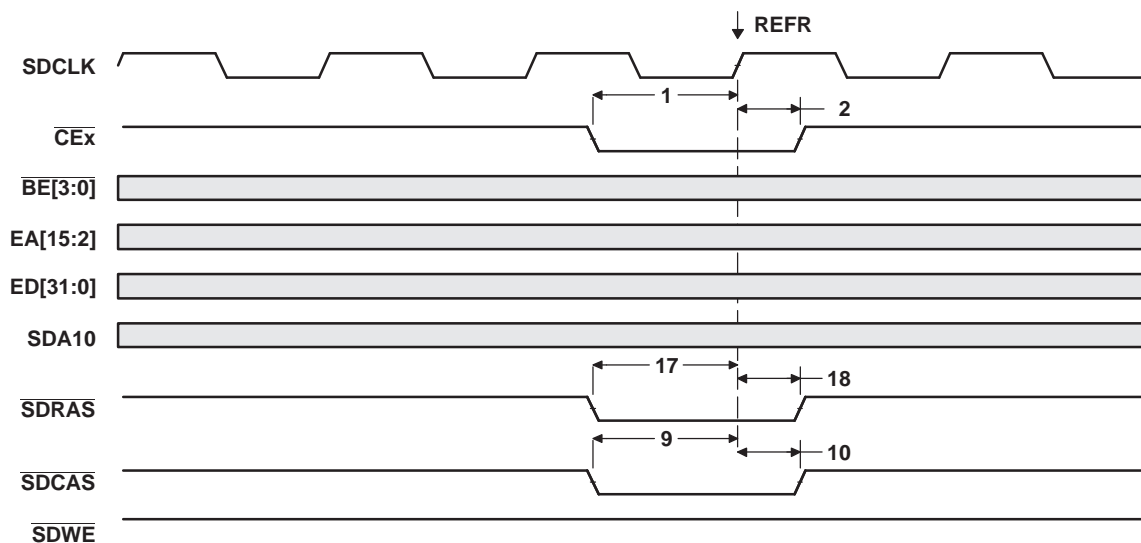 REFR
SDCLK
1
2
CEx
BE[3:0]
EA[15:2]
ED[31:0]
SDA10
17
18
SDRAS
9
10
SDCAS
SDWE